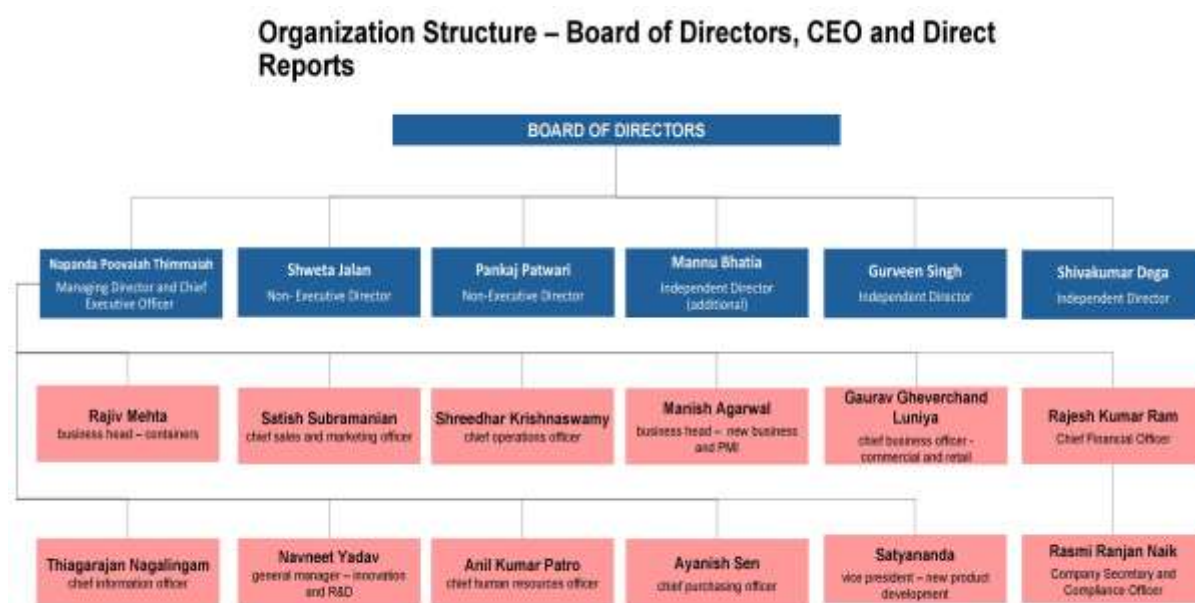 Organization Structure – Board of Directors, CEO and Direct
Reports
BOARD OF DIRECTORS
Napanda Poovaiah Thimmaiah
Managing Director and Chief
Executive Officer
Shweta Jalan
Non- Executive Director
Pankaj Patwari
Non-Executive Director
Mannu Bhatia
Independent Director
(additional)
Gurveen Singh
Independent Director
Shivakumar Dega
Independent Director
Rajiv Mehta
business head – containers
Satish Subramanian
chief sales and marketing officer
Shreedhar Krishnaswamy
chief operations officer
Manish Agarwal
business head – new business
and PMI
Gaurav Gheverchand
Luniya
chief business officer -
commercial and retail
Rajesh Kumar Ram
Chief Financial Officer
Thiagarajan Nagalingam
chief information officer
Navneet Yadav
general manager – innovation
and R&D
Anil Kumar Patro
chief human resources officer
Ayanish Sen
chief purchasing officer
Satyananda
vice president – new product
development
Rasmi Ranjan Naik
Company Secretary and
Compliance Officer